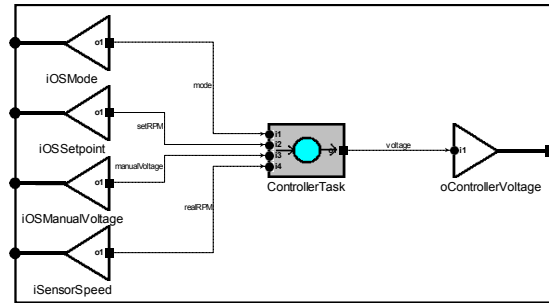 o1
iOSMode
mode
o1
iOSSetpoint
setRPM
o1
iOSManualVoltage
manualVoltage
o1
iSensorSpeed
realRPM
i1
i2
i3
i4
ControllerTask
voltage
i1
oControllerVoltage